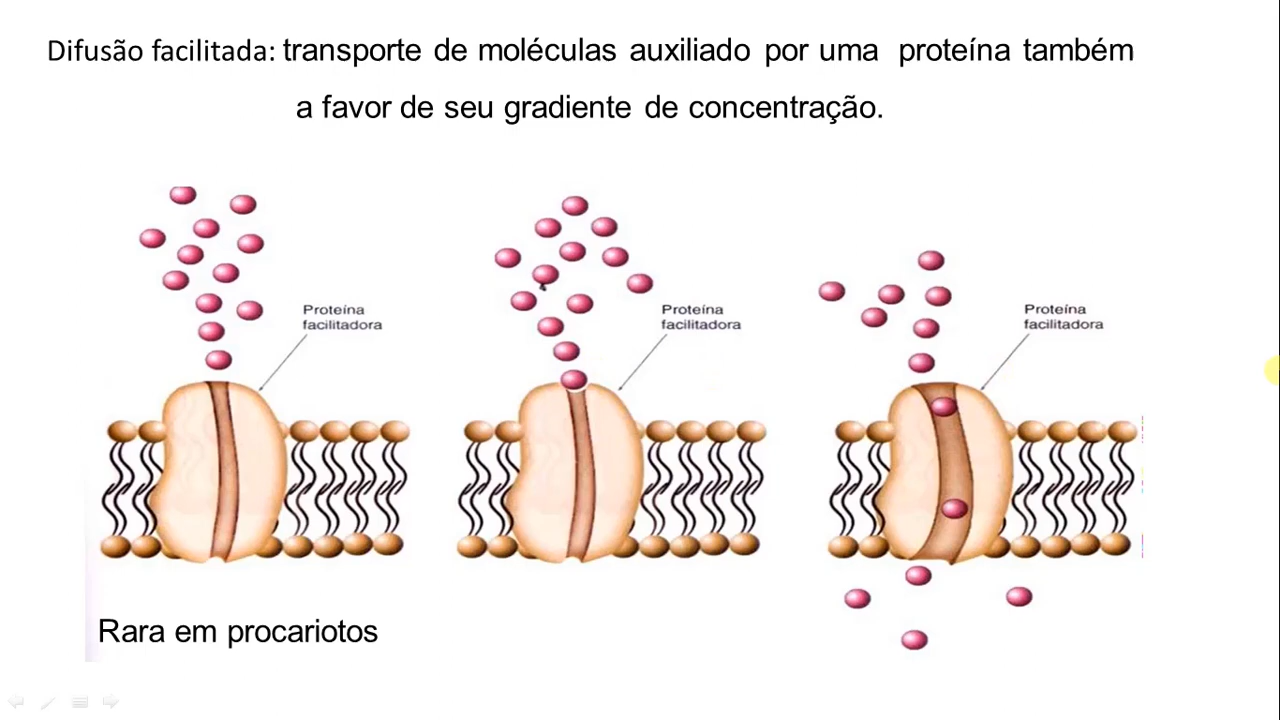 Difusão facilitada: transporte de moléculas auxiliado por uma proteína também
a favor de seu gradiente de concentração.
Proteína
facilitadora
Proteína
facilitadora
Proteína
facilitadora
Rara em procariotos